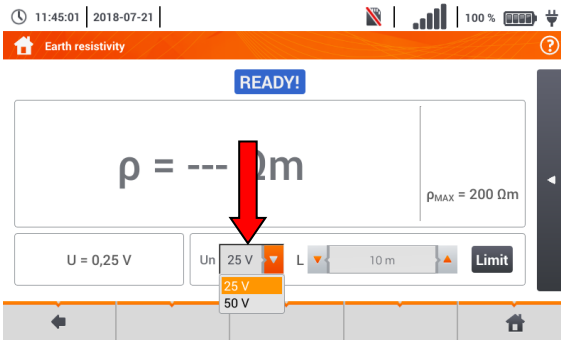 11:45:01 2018-07-21 100 %
Earth resistivity
READY!
ρ = --- Ωm
ρMAX = 200 Ωm
U = 0,25 V
Un 25 V L 10 m Limit
25 V
50 V